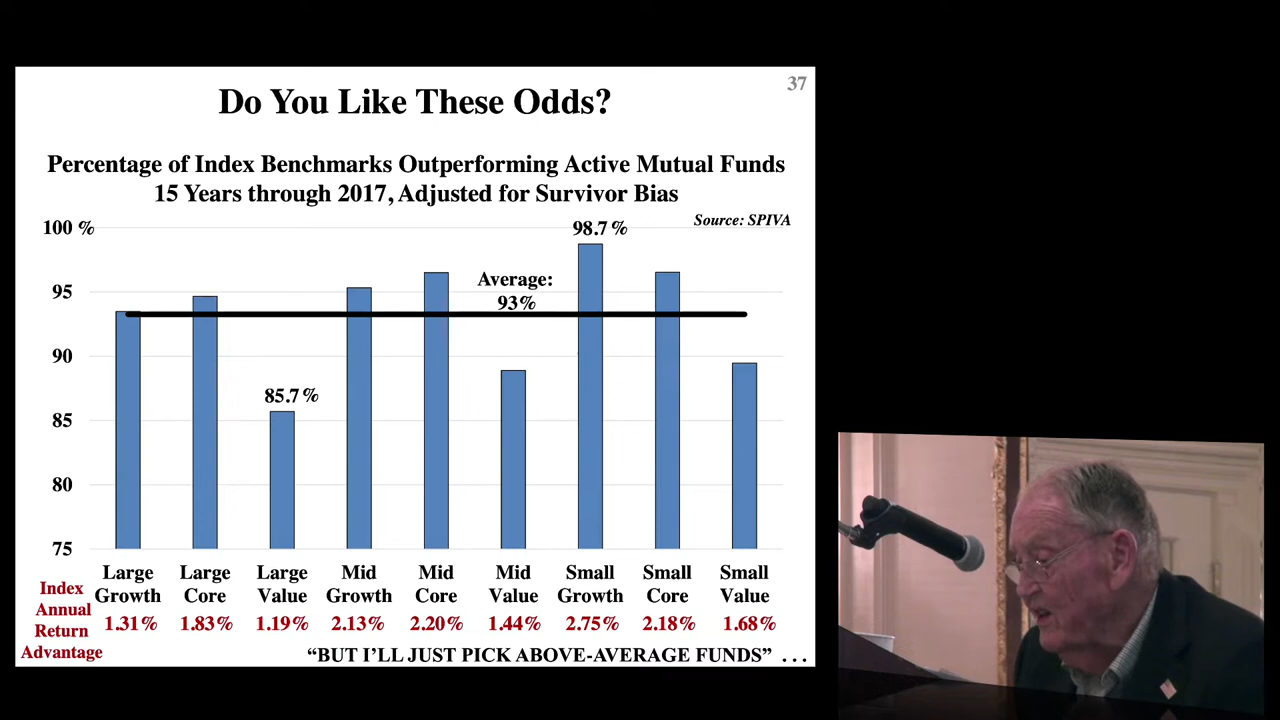 37
Do You Like These Odds?
Percentage of Index Benchmarks Outperforming Active Mutual Funds
15 Years through 2017, Adjusted for Survivor Bias
Source: SPIVA
100 %
98.7%
95
Average:
93%
90
85.7%
85
80
75
Large Large Large Mid Mid Mid Small Small Small
Growth Core Value Growth Core Value Growth Core Value
Index
Annual
Return
Advantage
1.31% 1.83% 1.19% 2.13% 2.20% 1.44% 2.75% 2.18% 1.68%
“BUT I’LL JUST PICK ABOVE-AVERAGE FUNDS” . . .